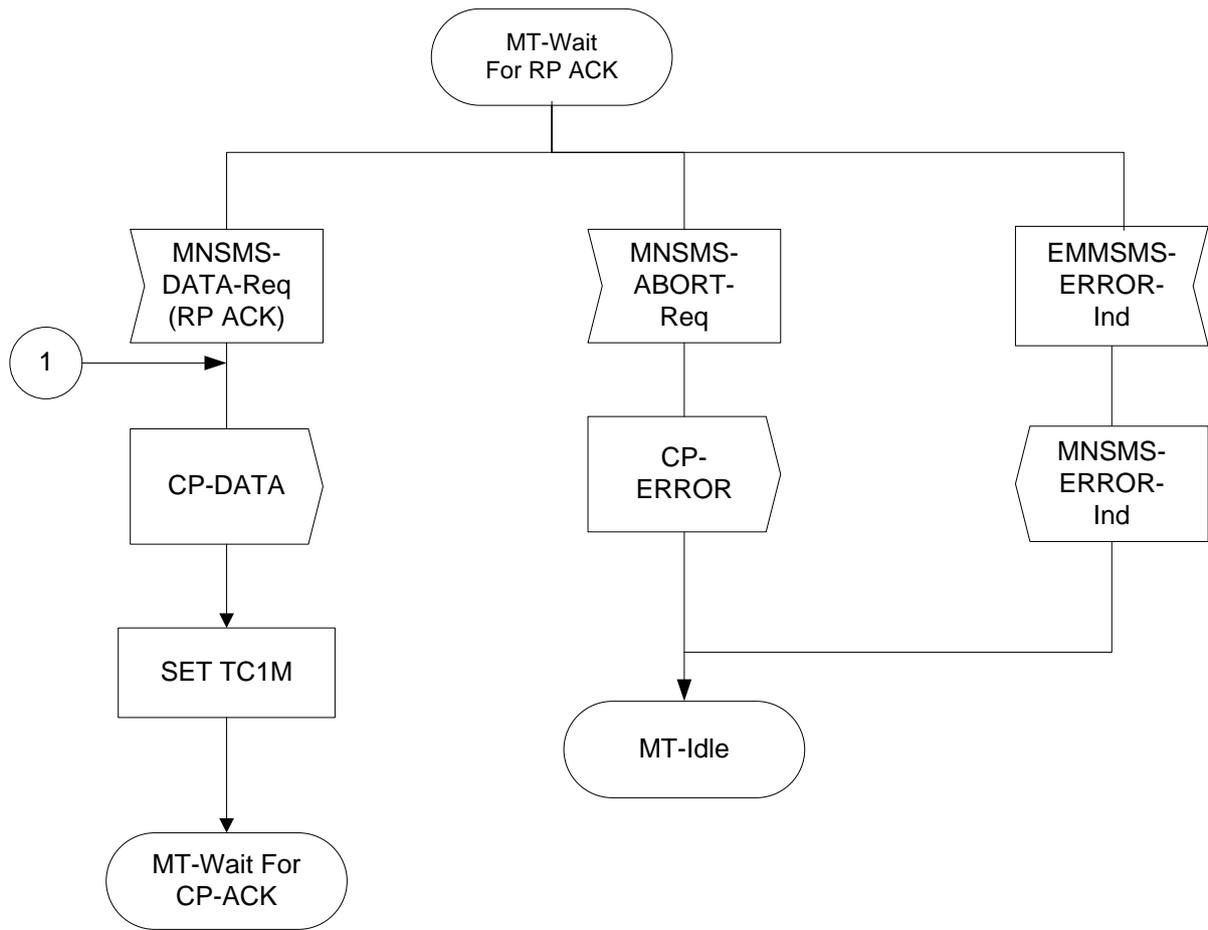 MT-Wait
For RP ACK
MNSMS-
DATA-Req
(RP ACK)
MNSMS-
ABORT-
Req
EMMSMS-
ERROR-
Ind
1
CP-DATA
CP-
ERROR
MNSMS-
ERROR-
Ind
SET TC1M
MT-Idle
MT-Wait For
CP-ACK